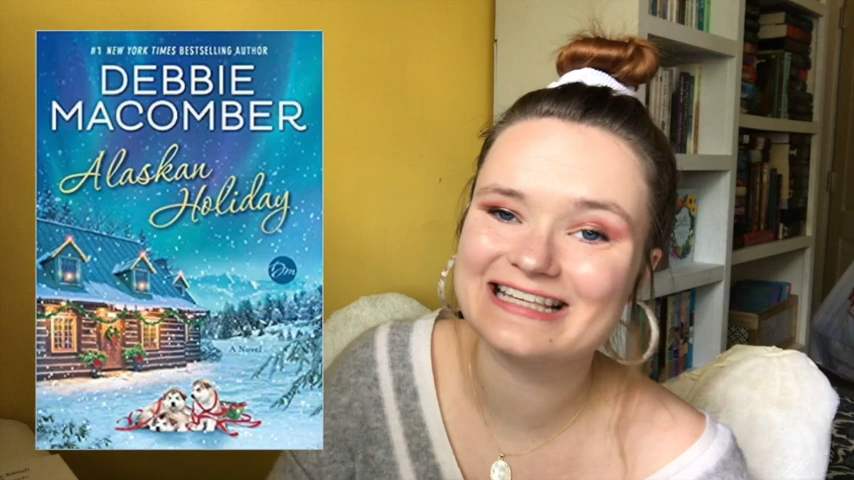 #1 NEW YORK TIMES BESTSELLING AUTHOR
DEBBIE
MACOMBER
Alaskan
Holiday
Dm
A Novel